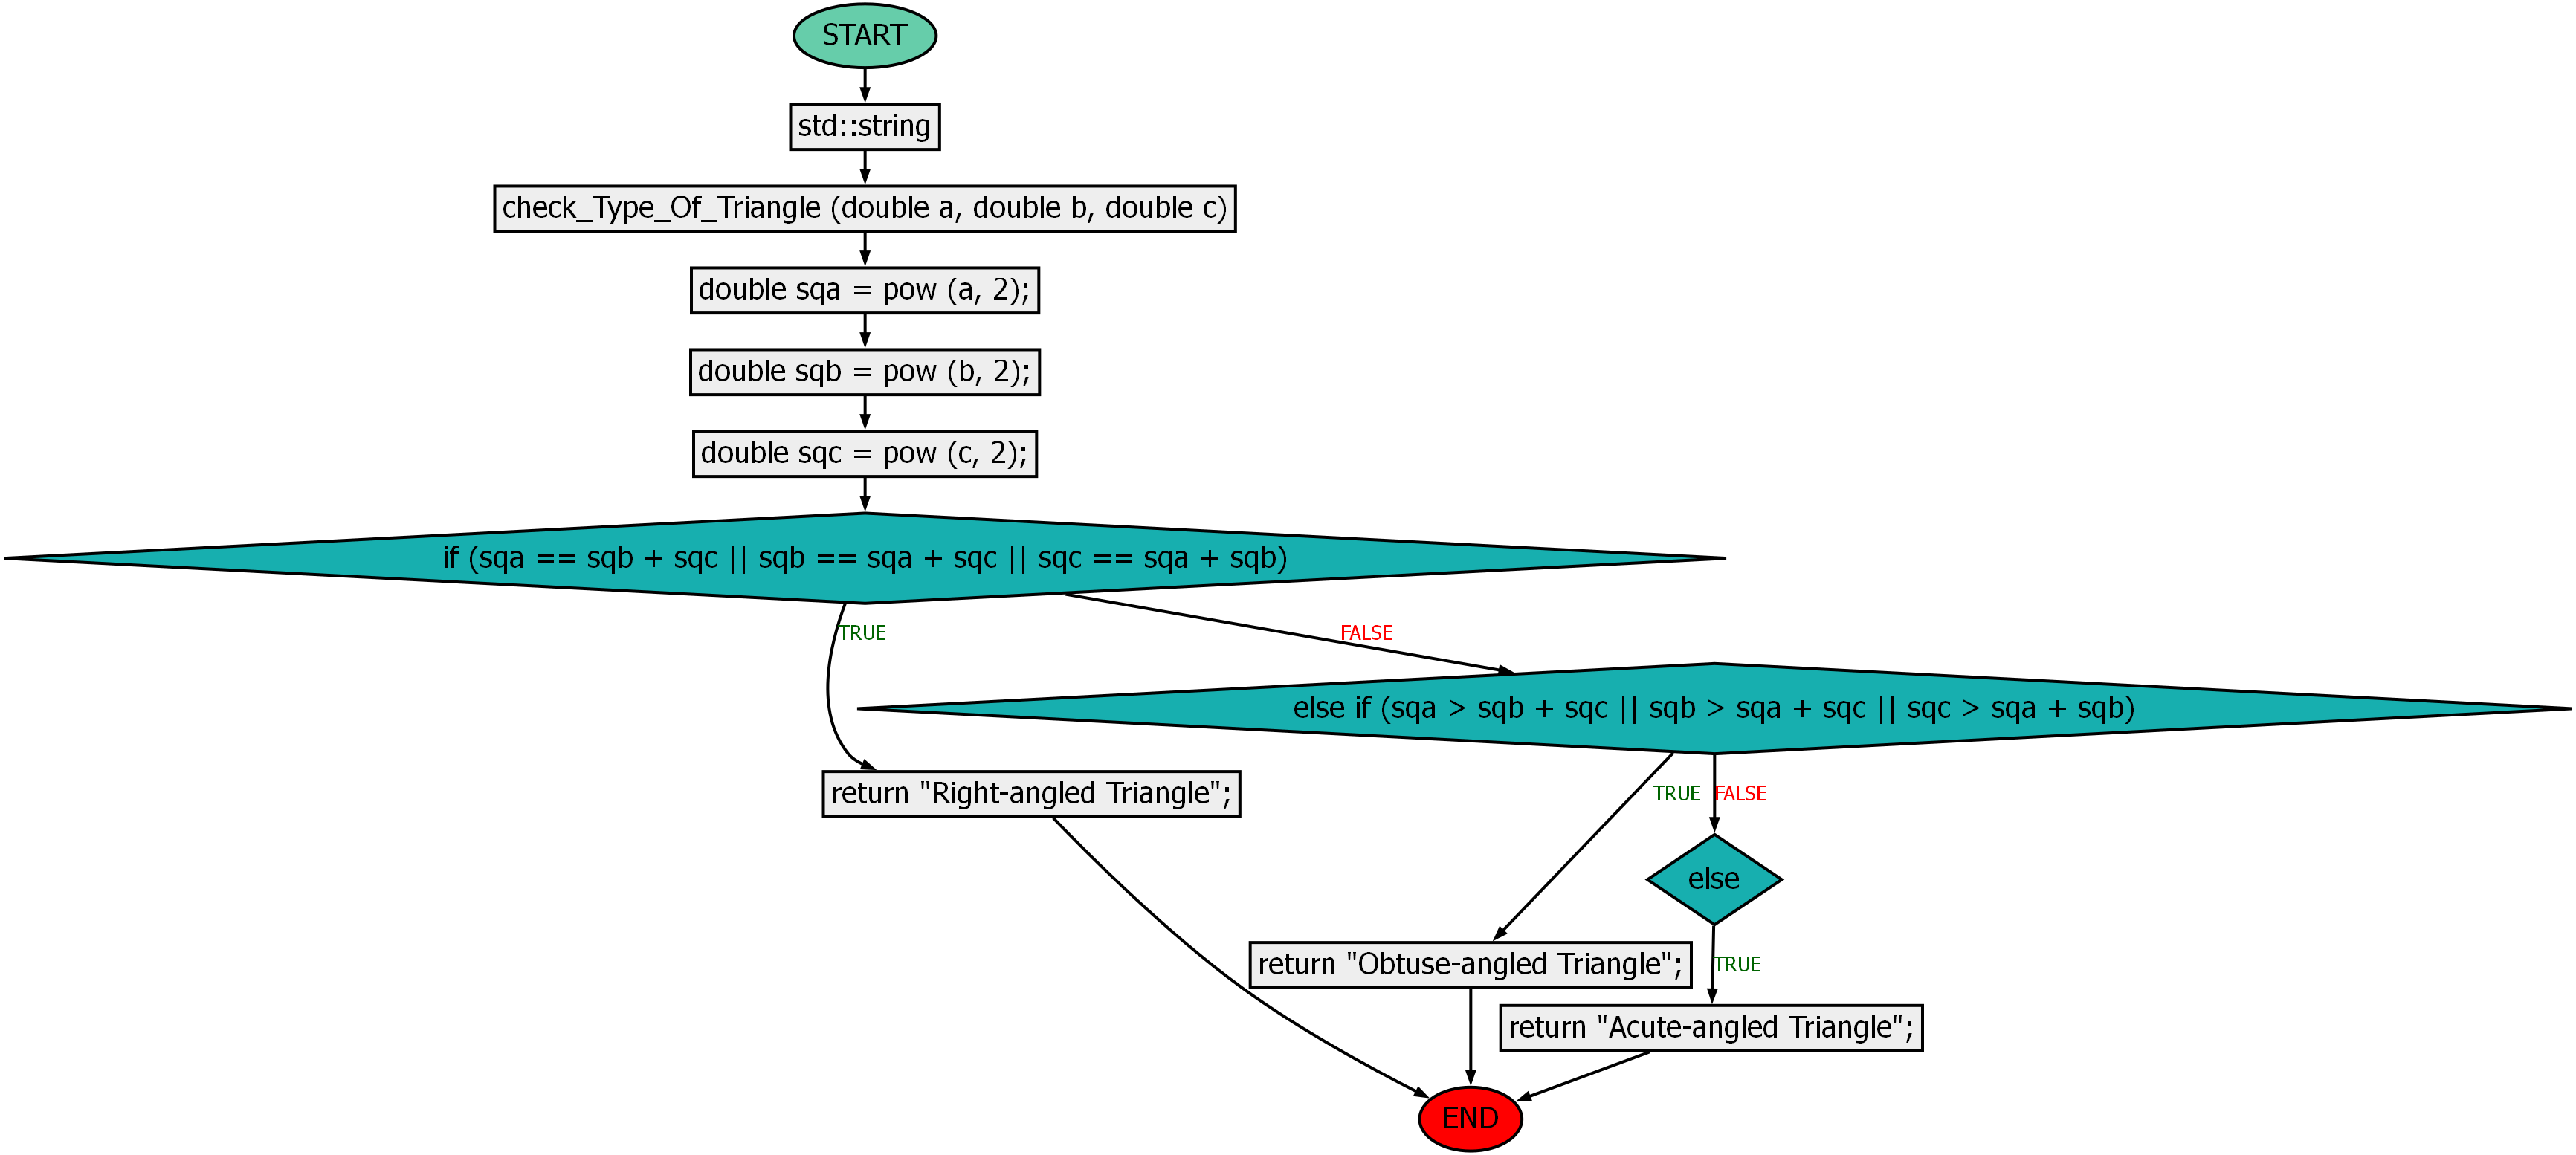 START
std::string
check_Type_Of_Triangle (double a, double b, double c)
double sqa = pow (a, 2);
double sqb = pow (b, 2);
double sqc = pow (c, 2);
if (sqa == sqb + sqc || sqb == sqa + sqc || sqc == sqa + sqb)
TRUE
FALSE
else if (sqa > sqb + sqc || sqb > sqa + sqc || sqc > sqa + sqb)
return "Right-angled Triangle";
TRUE
FALSE
else
return "Obtuse-angled Triangle";
TRUE
return "Acute-angled Triangle";
END